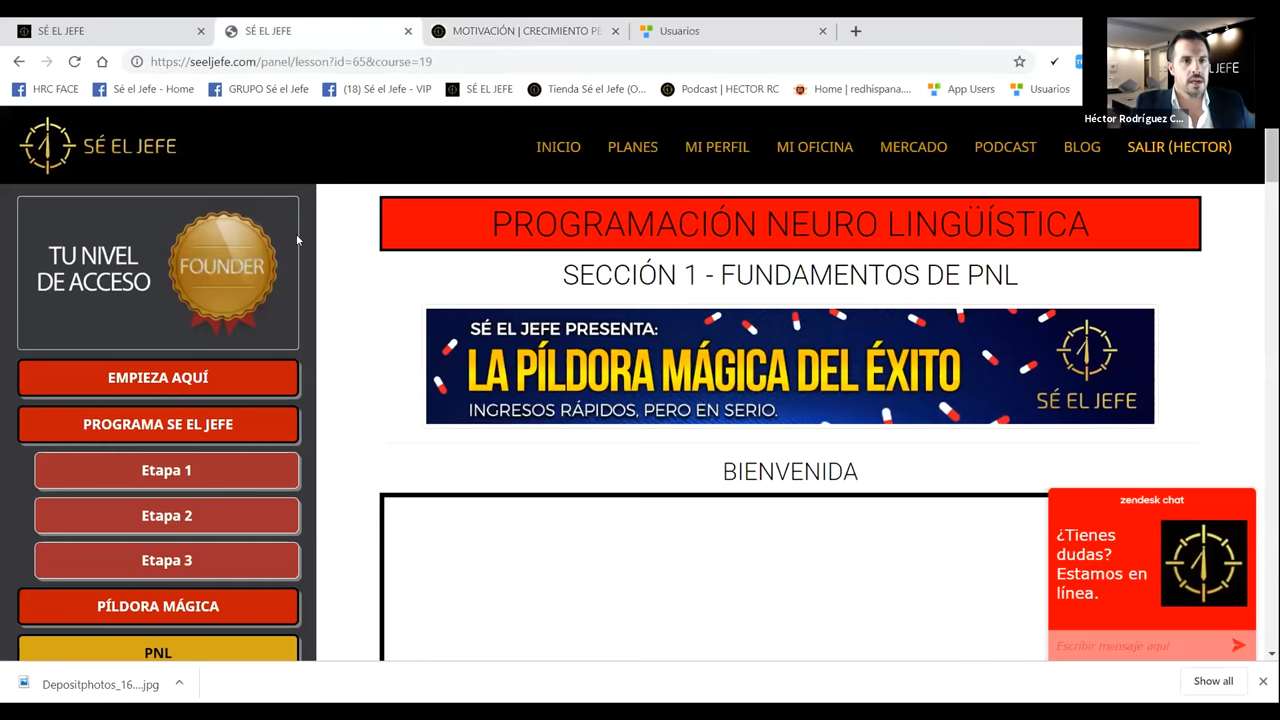 SÉ EL JEFE
SÉ EL JEFE
MOTIVACIÓN | CRECIMIENTO PE
Usuarios
https://seeljefe.com/panel/lesson?id=65&course=19
HRC FACE
Sé el Jefe - Home
GRUPO Sé el Jefe
(18) Sé el Jefe - VIP
SÉ EL JEFE
Tienda Sé el Jefe (O...
Podcast | HECTOR RC
Home | redhispana....
App Users
Usuarios
Héctor Rodríguez C...
SÉ EL JEFE
INICIO
PLANES
MI PERFIL
MI OFICINA
MERCADO
PODCAST
BLOG
SALIR (HECTOR)
TU NIVEL
DE ACCESO
FOUNDER
EMPIEZA AQUÍ
PROGRAMA SE EL JEFE
Etapa 1
Etapa 2
Etapa 3
PÍLDORA MÁGICA
PNL
PROGRAMACIÓN NEURO LINGÜÍSTICA
SECCIÓN 1 - FUNDAMENTOS DE PNL
SÉ EL JEFE PRESENTA:
LA PÍLDORA MÁGICA DEL ÉXITO
INGRESOS RÁPIDOS, PERO EN SERIO.
SÉ EL JEFE
BIENVENIDA
zendesk chat
¿Tienes
dudas?
Estamos en
línea.
Escribir mensaje aquí
Depositphotos_16....jpg
Show all